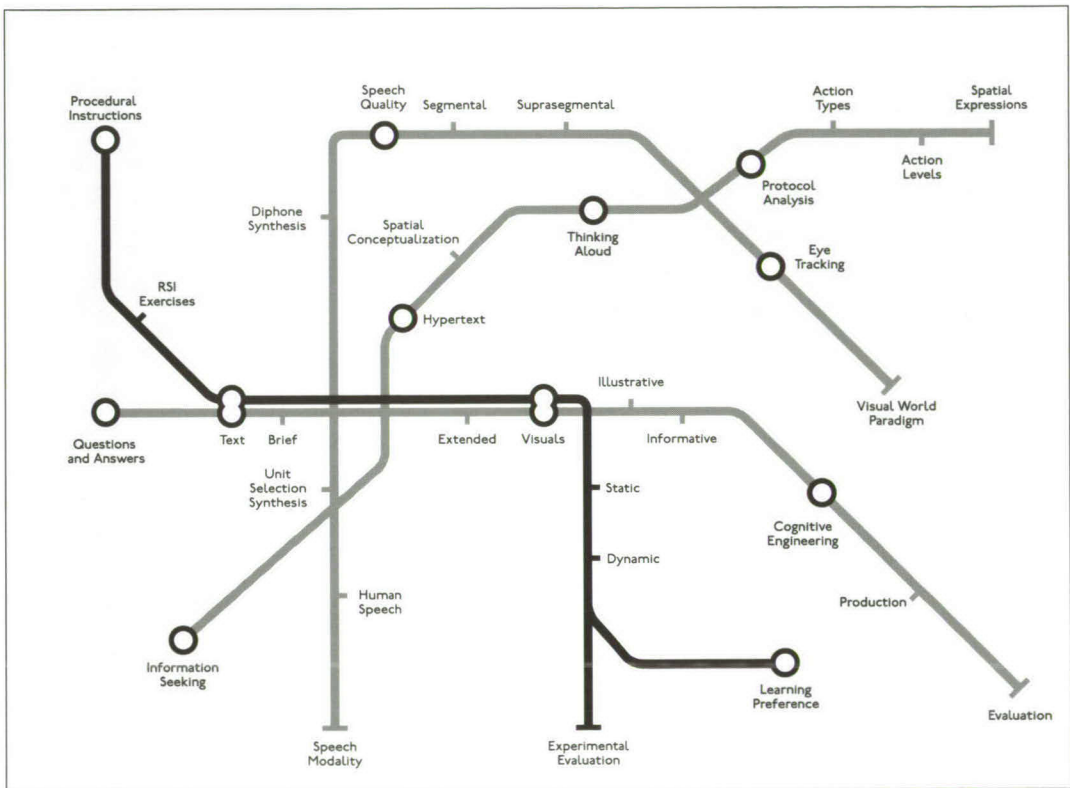 Procedural
Instructions
Speech
Quality
Segmental
Suprasegmental
Action
Types
Spatial
Expressions
Action
Levels
Protocol
Analysis
Diphone
Synthesis
Spatial
Conceptualization
Thinking
Aloud
Eye
Tracking
RSI
Exercises
Hypertext
Illustrative
Visual World
Paradigm
Questions
and Answers
Text
Brief
Extended
Visuals
Informative
Unit
Selection
Synthesis
Static
Cognitive
Engineering
Dynamic
Human
Speech
Production
Information
Seeking
Learning
Preference
Evaluation
Speech
Modality
Experimental
Evaluation